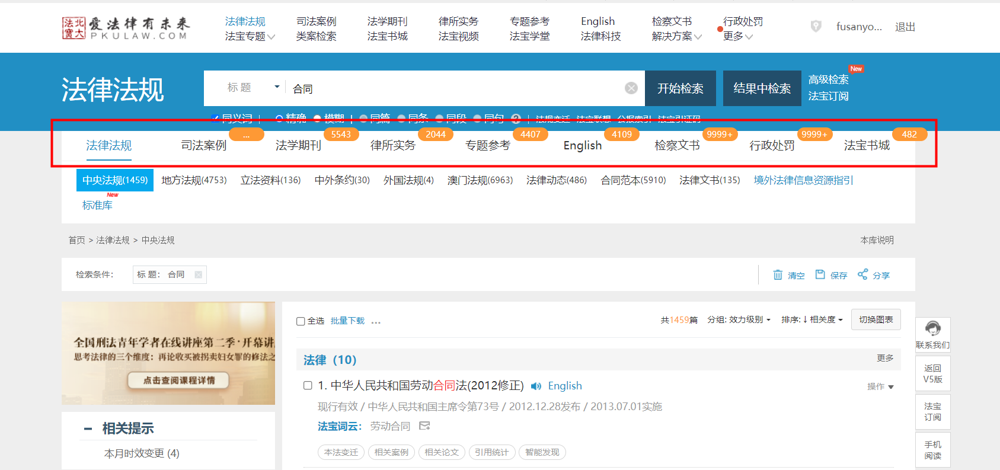 法律法规 司法案例 法学期刊 律所实务 专题参考 English 检察文书 行政处罚
北大法宝 爱法律有未来
PKULAW.COM
法宝专题 类案检索 法宝书城 法宝视频 法宝学堂 法律科技 解决方案 更多
fusanyo... 退出
法律法规
标 题 合同
开始检索 结果中检索
高级检索 New
法宝订阅
同义词 精确 模糊 同篇 同条 同段 同句 ? 法规变迁 法宝联想 公报索引 法宝引证码
法律法规 司法案例 ... 法学期刊 5543 律所实务 2044 专题参考 4407 English 4109 检察文书 9999+ 行政处罚 9999+ 法宝书城 482
中央法规(1459) 地方法规(4753) 立法资料(136) 中外条约(30) 外国法规(4) 澳门法规(6963) 法律动态(486) 合同范本(5910) 法律文书(135) 境外法律信息资源指引
标准库 New
首页 > 法律法规 > 中央法规 本库说明
检索条件： 标 题： 合同 清空 保存 分享
全国刑法青年学者在线讲座第二季·开幕讲
思考法律的三个维度：再论收买被拐卖妇女罪的修法之
点击查阅课程详情
相关提示
本月时效变更 (4)
全选 批量下载 ... 共1459篇 分组: 效力级别 排序:↓相关度 切换图表
法律（10） 更多
1. 中华人民共和国劳动合同法(2012修正) English 操作
现行有效 / 中华人民共和国主席令第73号 / 2012.12.28发布 / 2013.07.01实施
法宝词云： 劳动合同
本法变迁 相关案例 相关论文 引用统计 智能发现
联系我们
返回
V5版
法宝
订阅
手机
阅读